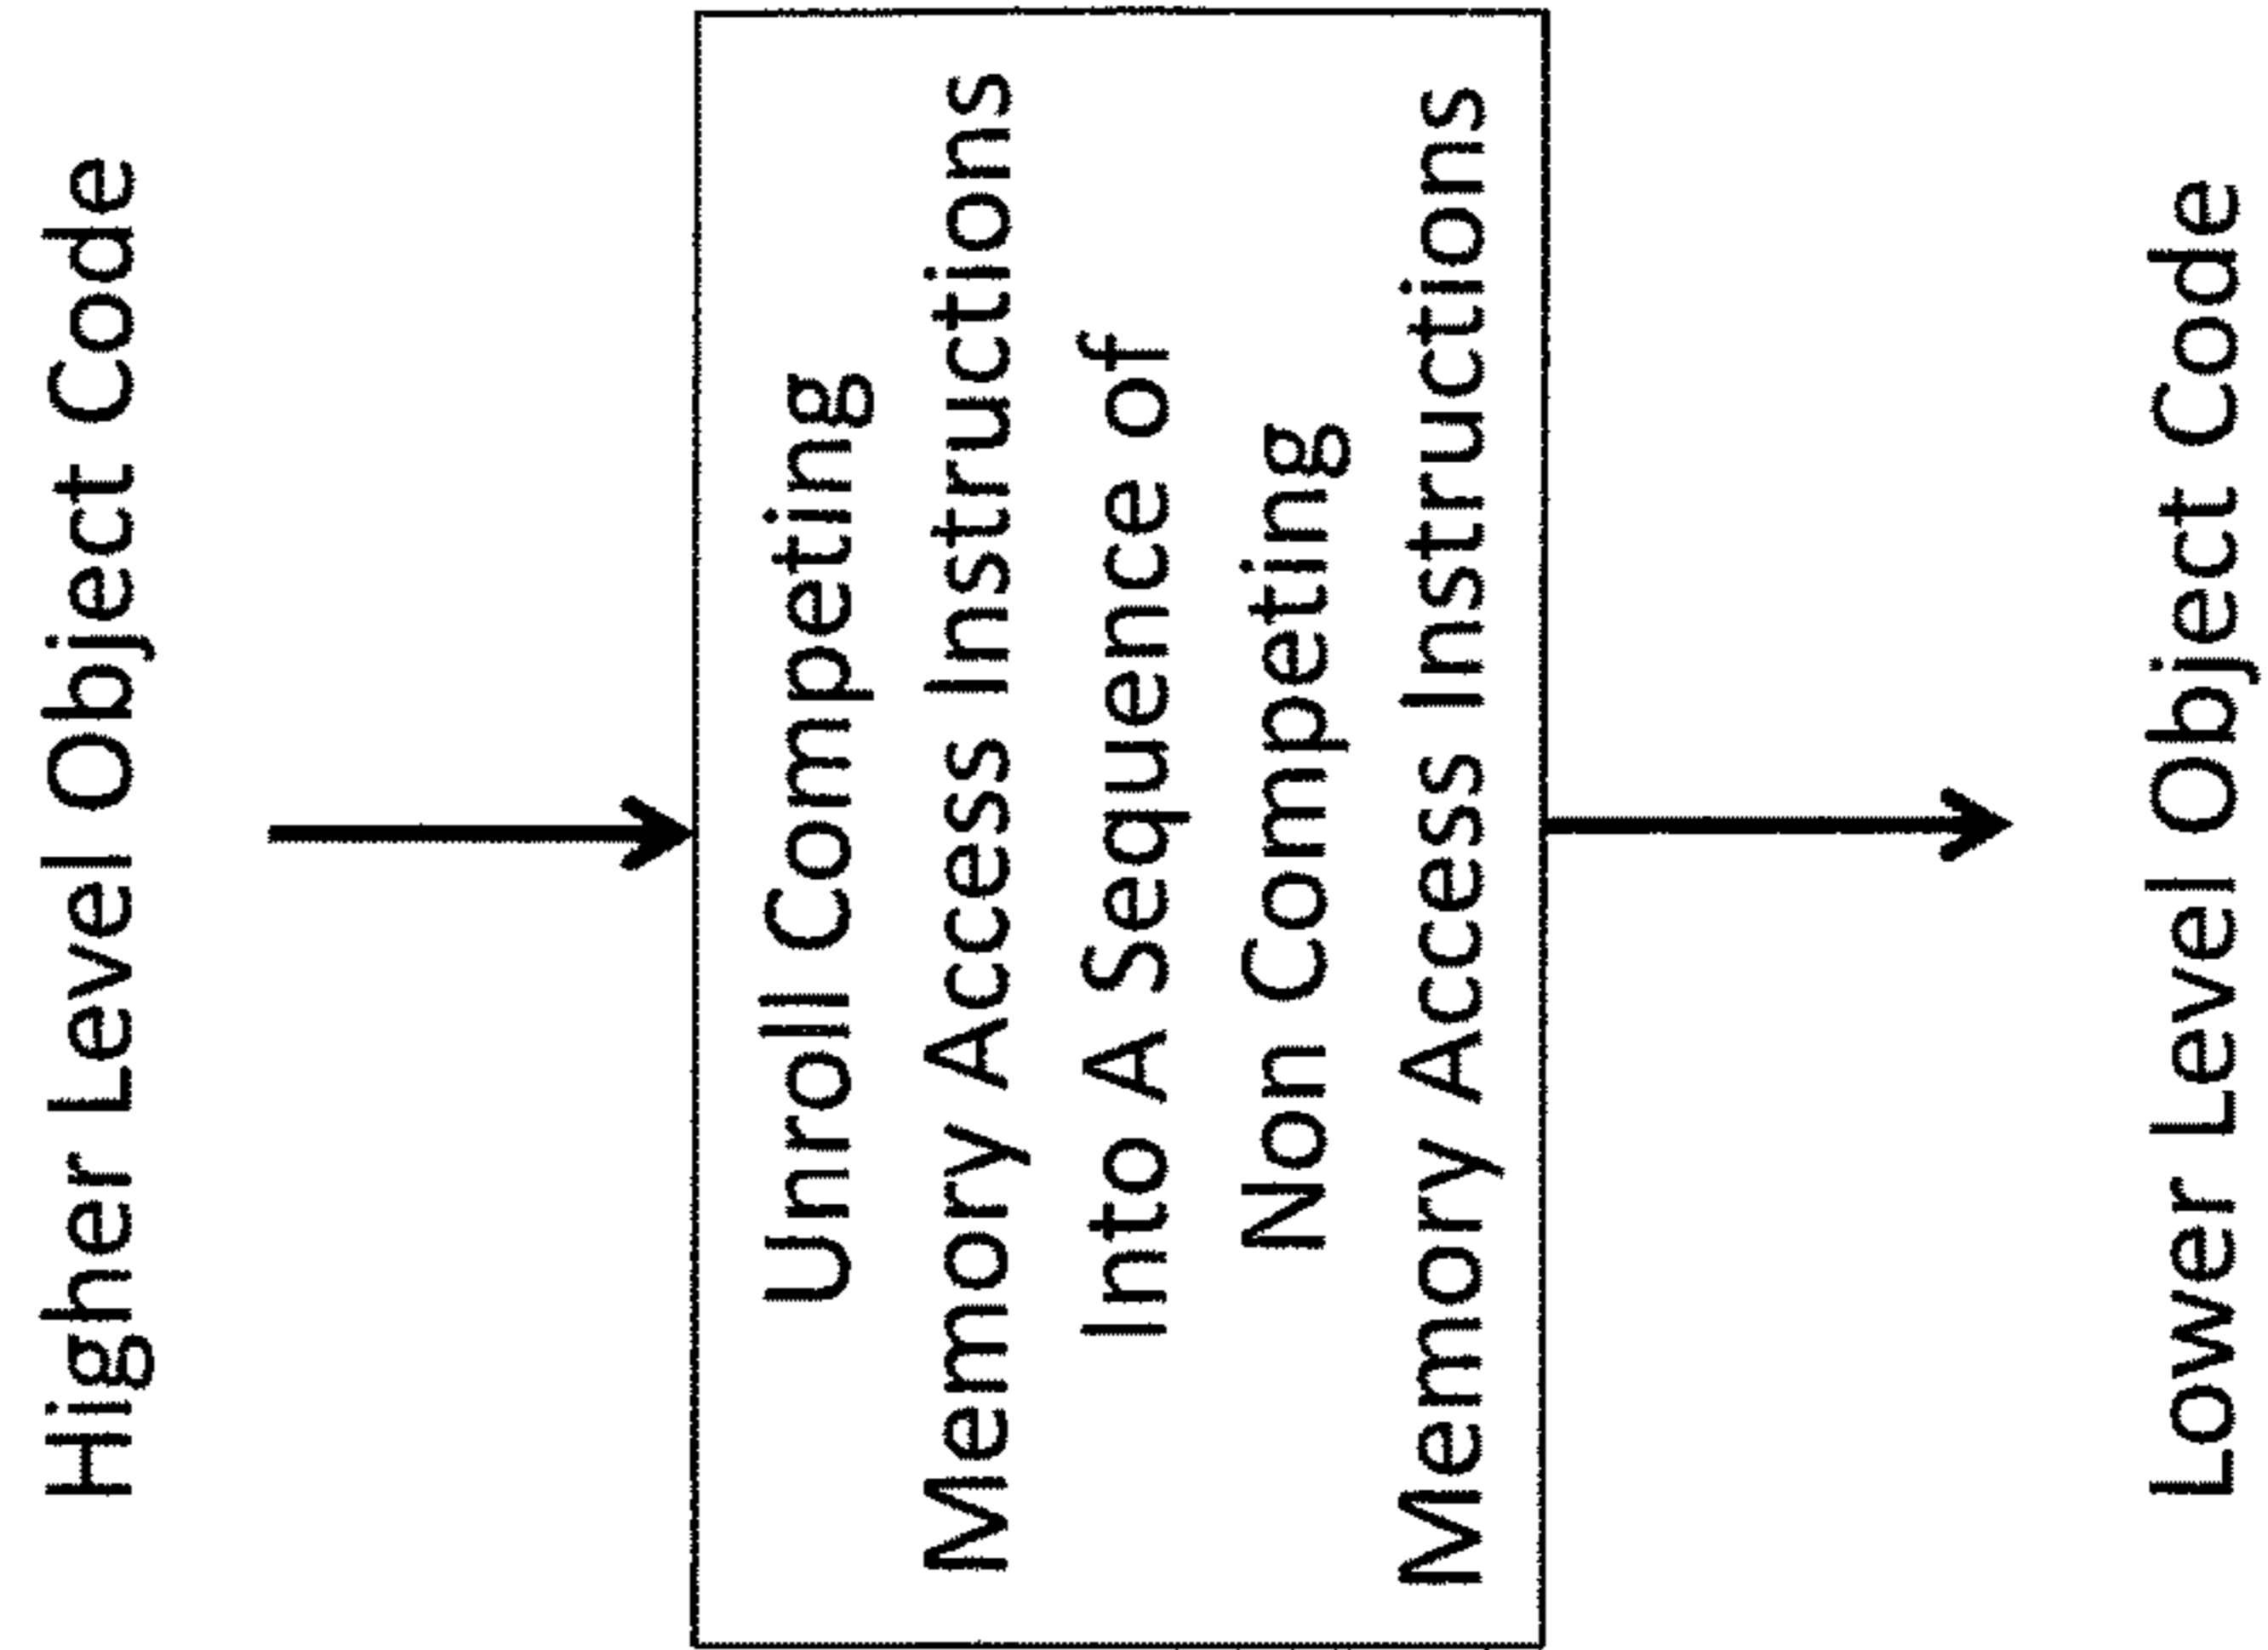 Higher Level Object Code
Unroll Competing
Memory Access Instructions
Into A Sequence of
Non Competing
Memory Access Instructions
Lower Level Object Code